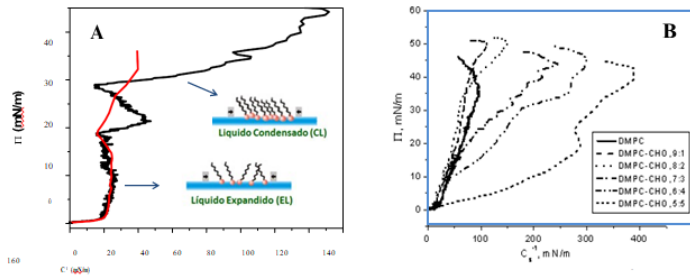 A
Π (mN/m)
40
30
20
10
0
Líquido Condensado (CL)
Líquido Expandido (EL)
0
20
40
60
80
100
120
140
160
B
Π, mN/m
60
50
40
30
20
10
0
DMPC
DMPC-CHO ,9:1
DMPC-CHO ,8:2
DMPC-CHO ,7:3
DMPC-CHO ,6:4
DMPC-CHO ,5:5
0
100
200
300
400
Cs⁻¹, mN/m